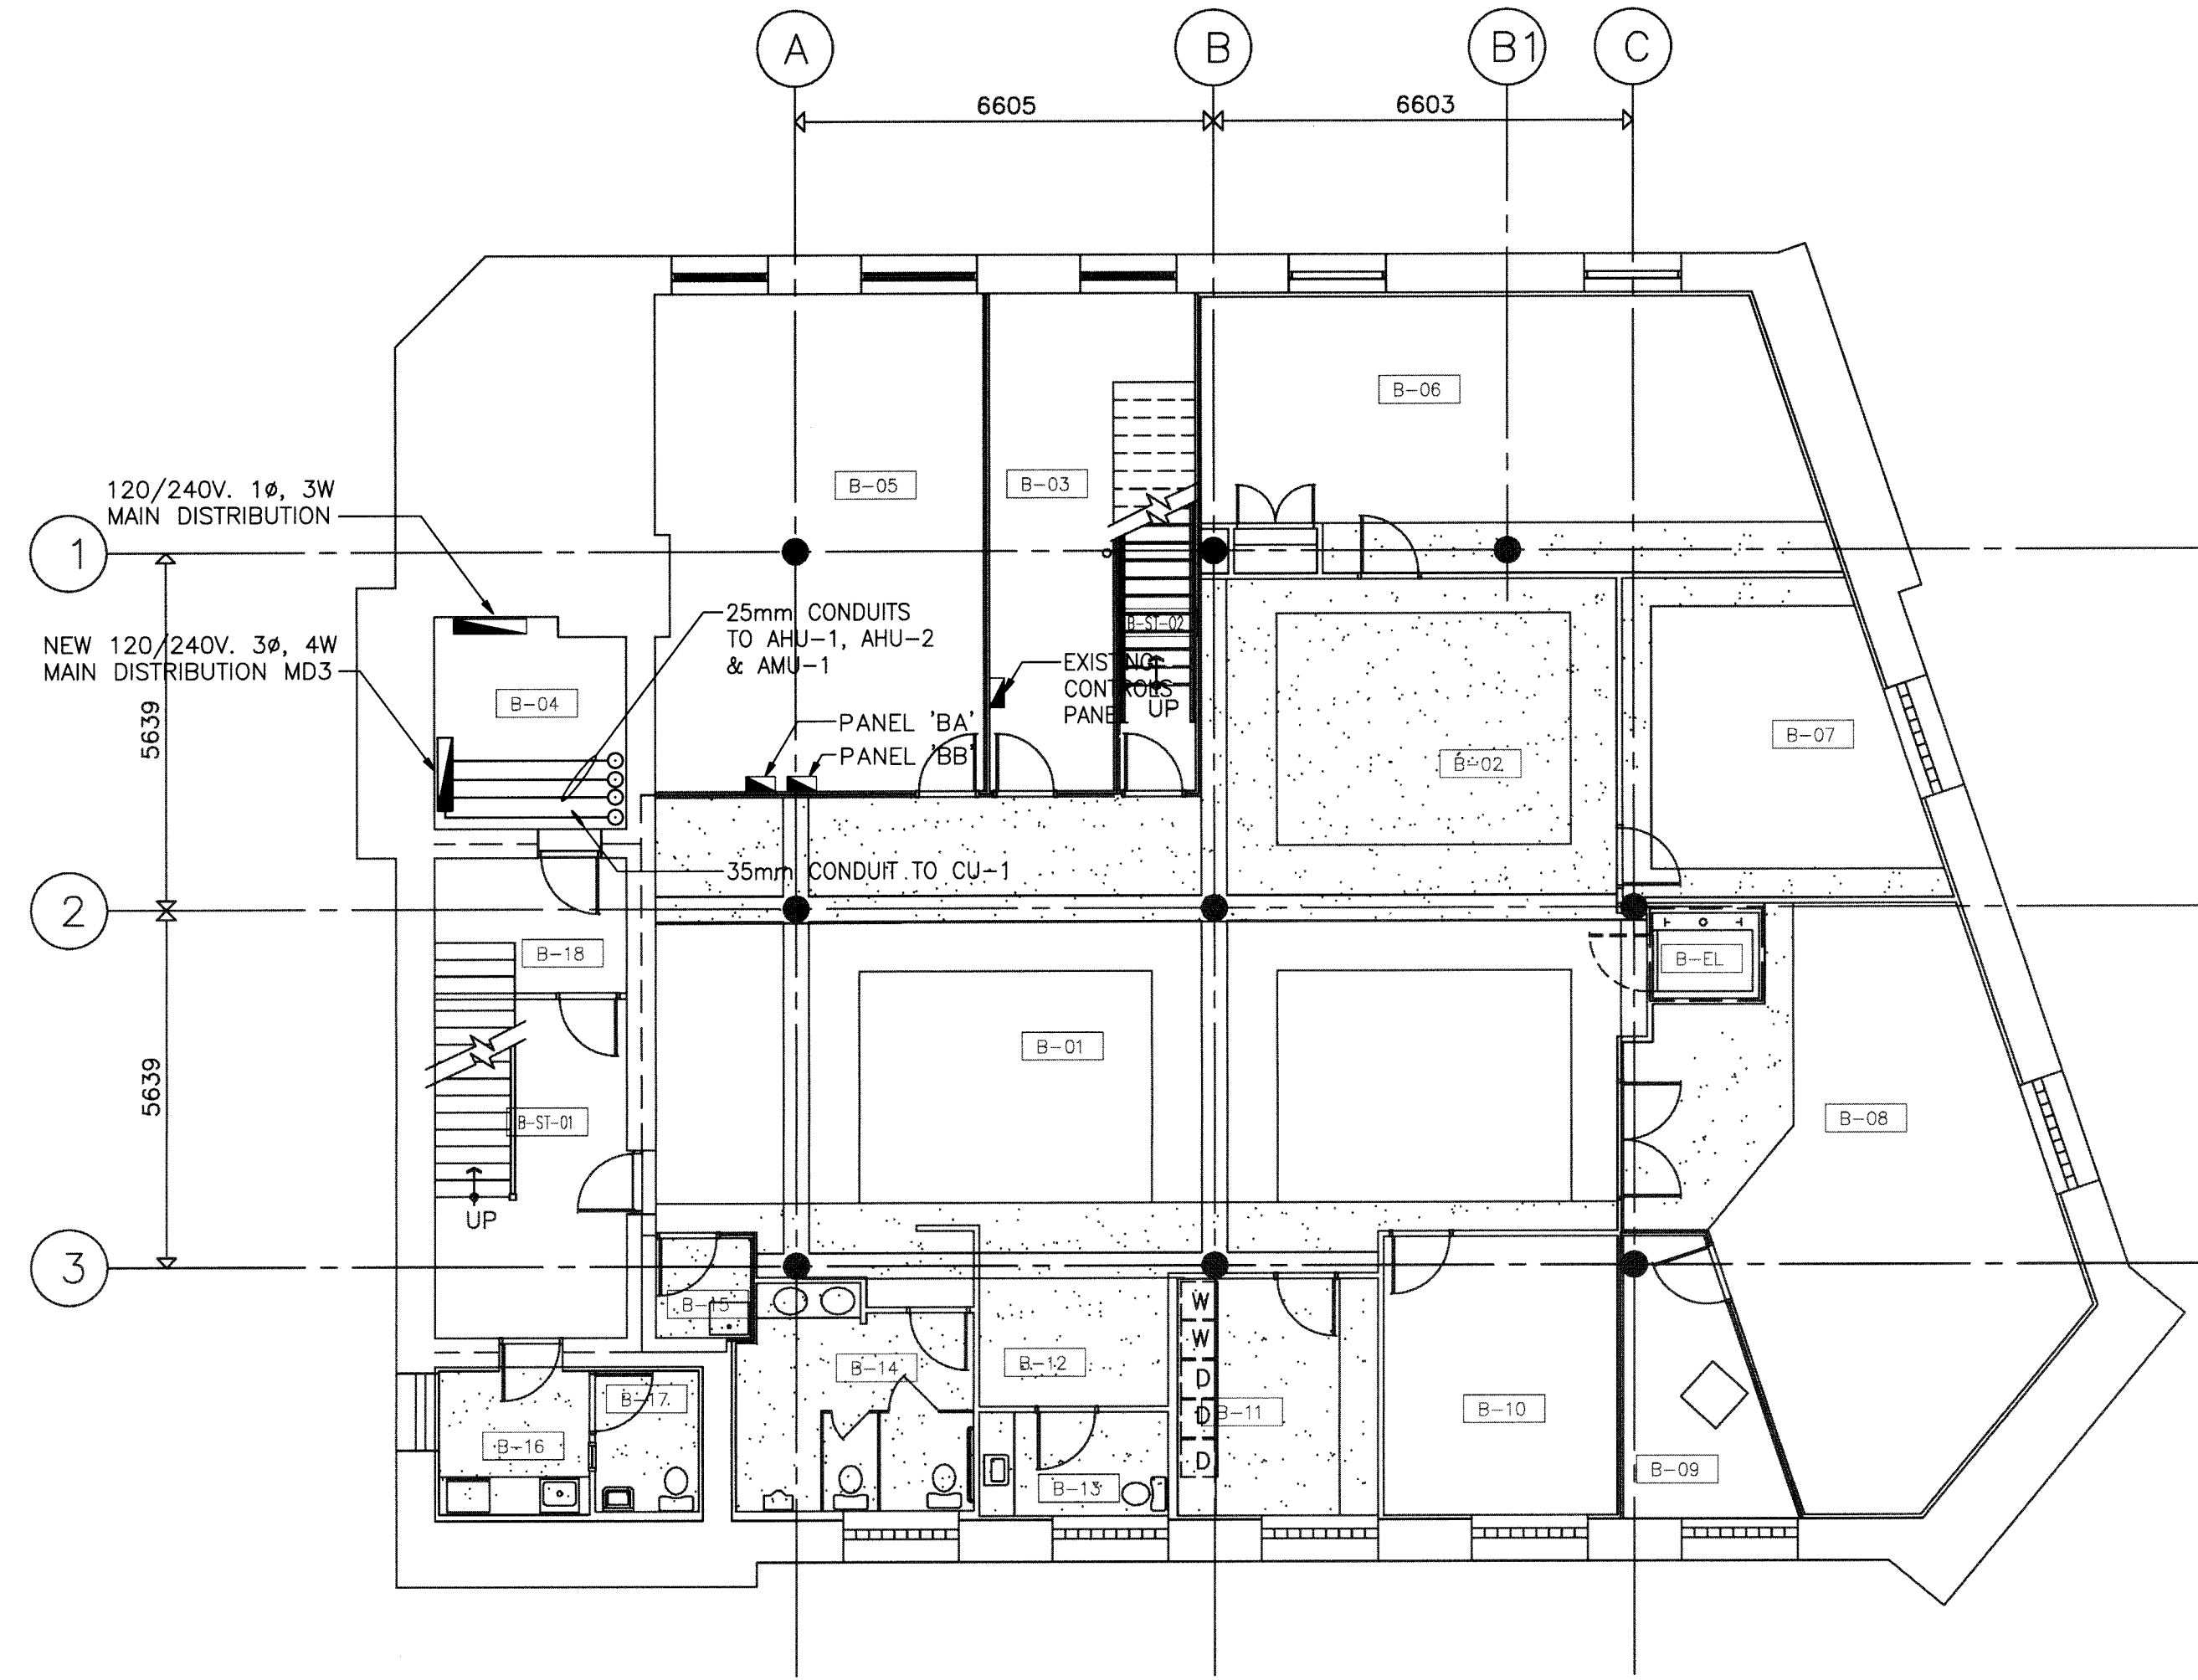 A
B
B1
C
6605
6603
B-06
B-05
B-03
120/240V. 1ø, 3W
MAIN DISTRIBUTION
1
25mm CONDUITS
TO AHU-1, AHU-2
& AMU-1
B-ST-02
NEW 120/240V. 3ø, 4W
MAIN DISTRIBUTION MD3
EXISTING
CONTROLS
PANEL
UP
B-04
5639
PANEL 'BA'
PANEL 'BB'
B-02
B-07
35mm CONDUIT TO CU-1
2
B-18
B-EL
B-01
5639
B-ST-01
B-08
UP
3
B-15
W
W
D
D
D
B-14
B-12
B-17
B-11
B-10
B-16
B-13
B-09